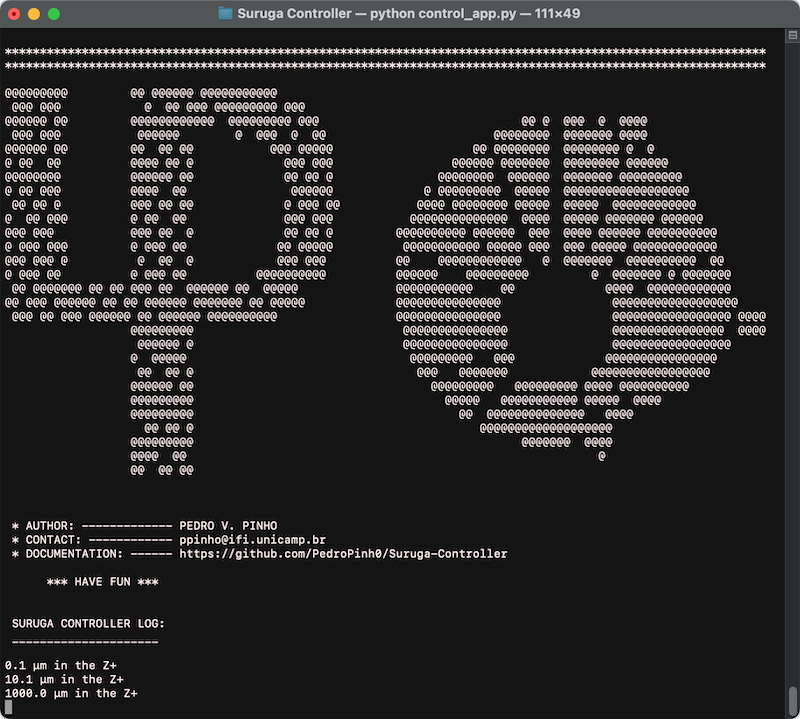 Suruga Controller — python control_app.py — 111×49
* AUTHOR: ------------- PEDRO V. PINHO
* CONTACT: ------------ ppinho@ifi.unicamp.br
* DOCUMENTATION: ------ https://github.com/PedroPinh0/Suruga-Controller
*** HAVE FUN ***
SURUGA CONTROLLER LOG:
---------------------
0.1 µm in the Z+
10.1 µm in the Z+
1000.0 µm in the Z+